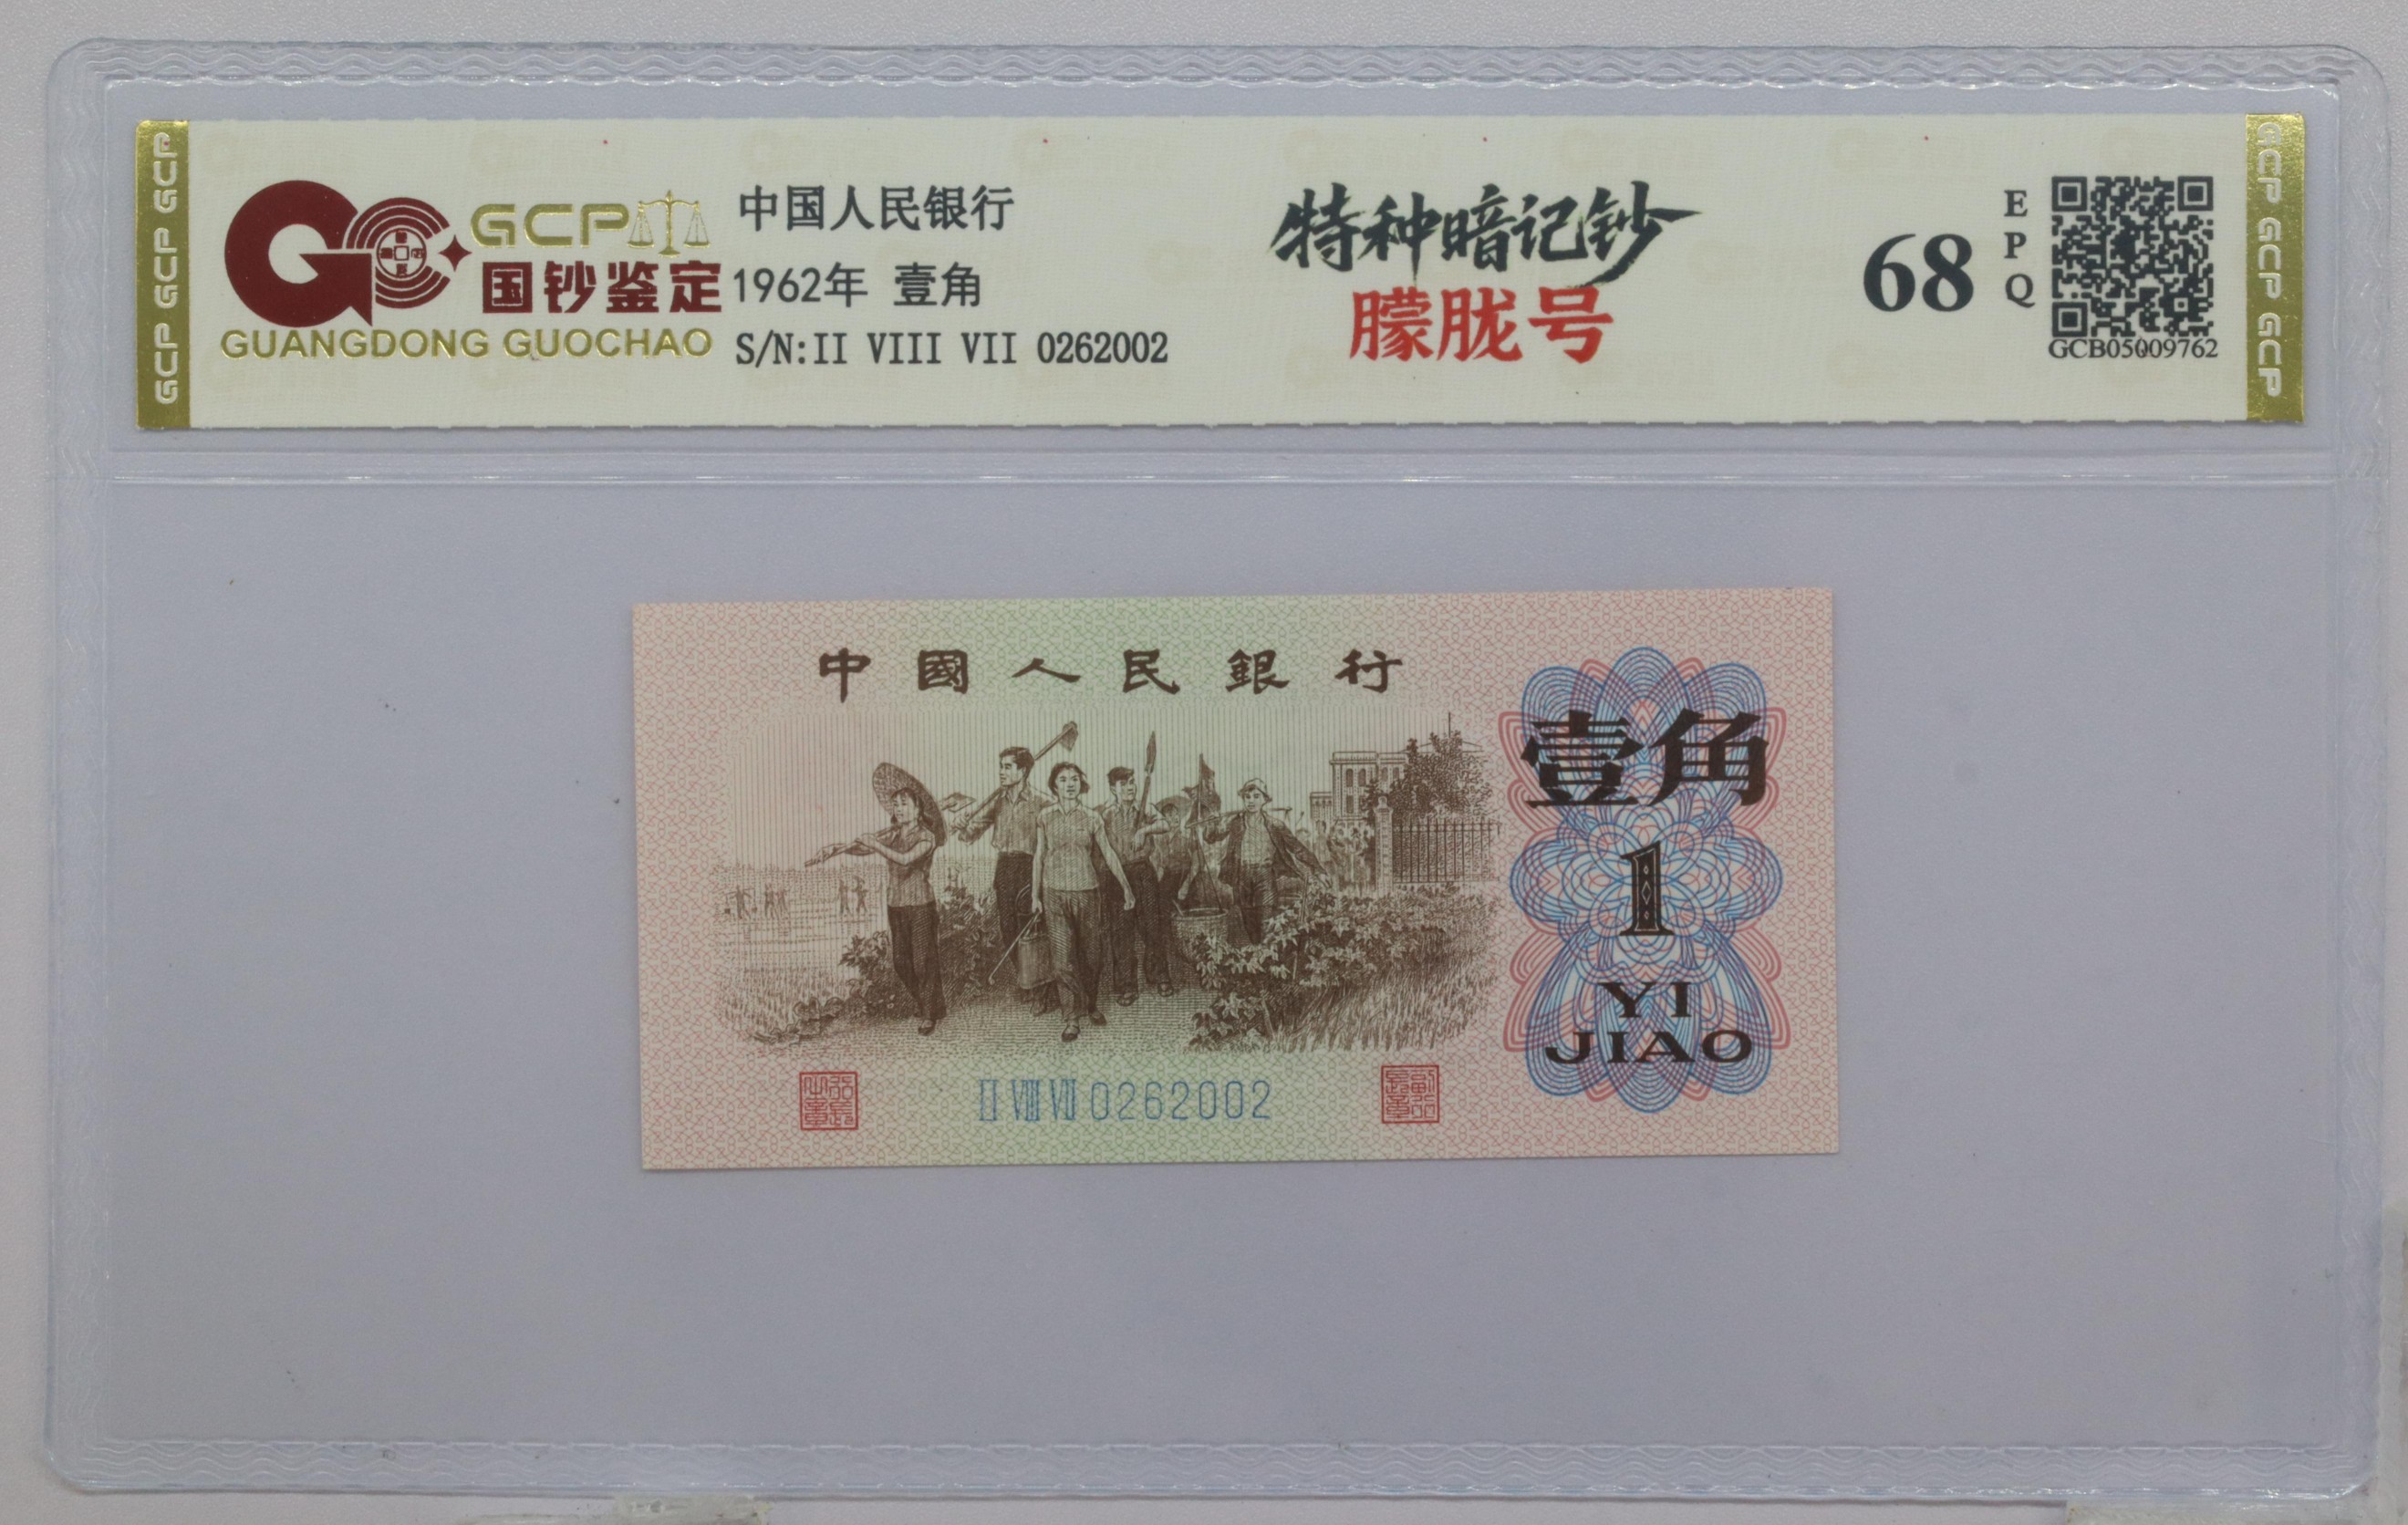 GCP GCP GCP
GCP
国钞鉴定
GUANGDONG GUOCHAO
中国人民银行
1962年 壹角
S/N:II VIII VII 0262002
特种暗记钞
朦胧号
68
EPQ
GCB05009762
GCP GCP GCP
中國人民銀行
壹角
1
YI
JIAO
II VIII VII 0262002